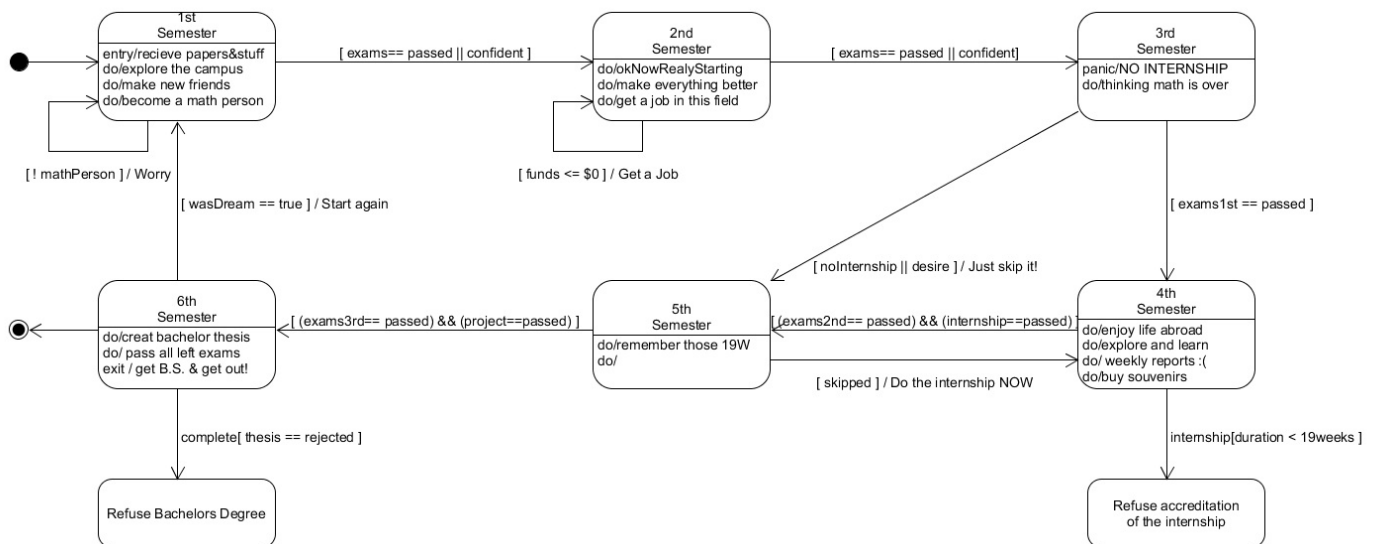 1st
Semester
entry/recieve papers&stuff
do/explore the campus
do/make new friends
do/become a math person
[ ! mathPerson ] / Worry
[ exams== passed || confident ]
2nd
Semester
do/okNowRealyStarting
do/make everything better
do/get a job in this field
[ funds <= $0 ] / Get a Job
[ exams== passed || confident]
3rd
Semester
panic/NO INTERNSHIP
do/thinking math is over
[ wasDream == true ] / Start again
[ exams1st == passed ]
[ noInternship || desire ] / Just skip it!
6th
Semester
do/creat bachelor thesis
do/ pass all left exams
exit / get B.S. & get out!
[ (exams3rd== passed) && (project==passed) ]
5th
Semester
do/remember those 19W
do/
[ (exams2nd== passed) && (internship==passed) ]
[ skipped ] / Do the internship NOW
4th
Semester
do/enjoy life abroad
do/explore and learn
do/ weekly reports :(
do/buy souvenirs
complete[ thesis == rejected ]
internship[duration < 19weeks ]
Refuse Bachelors Degree
Refuse accreditation
of the internship